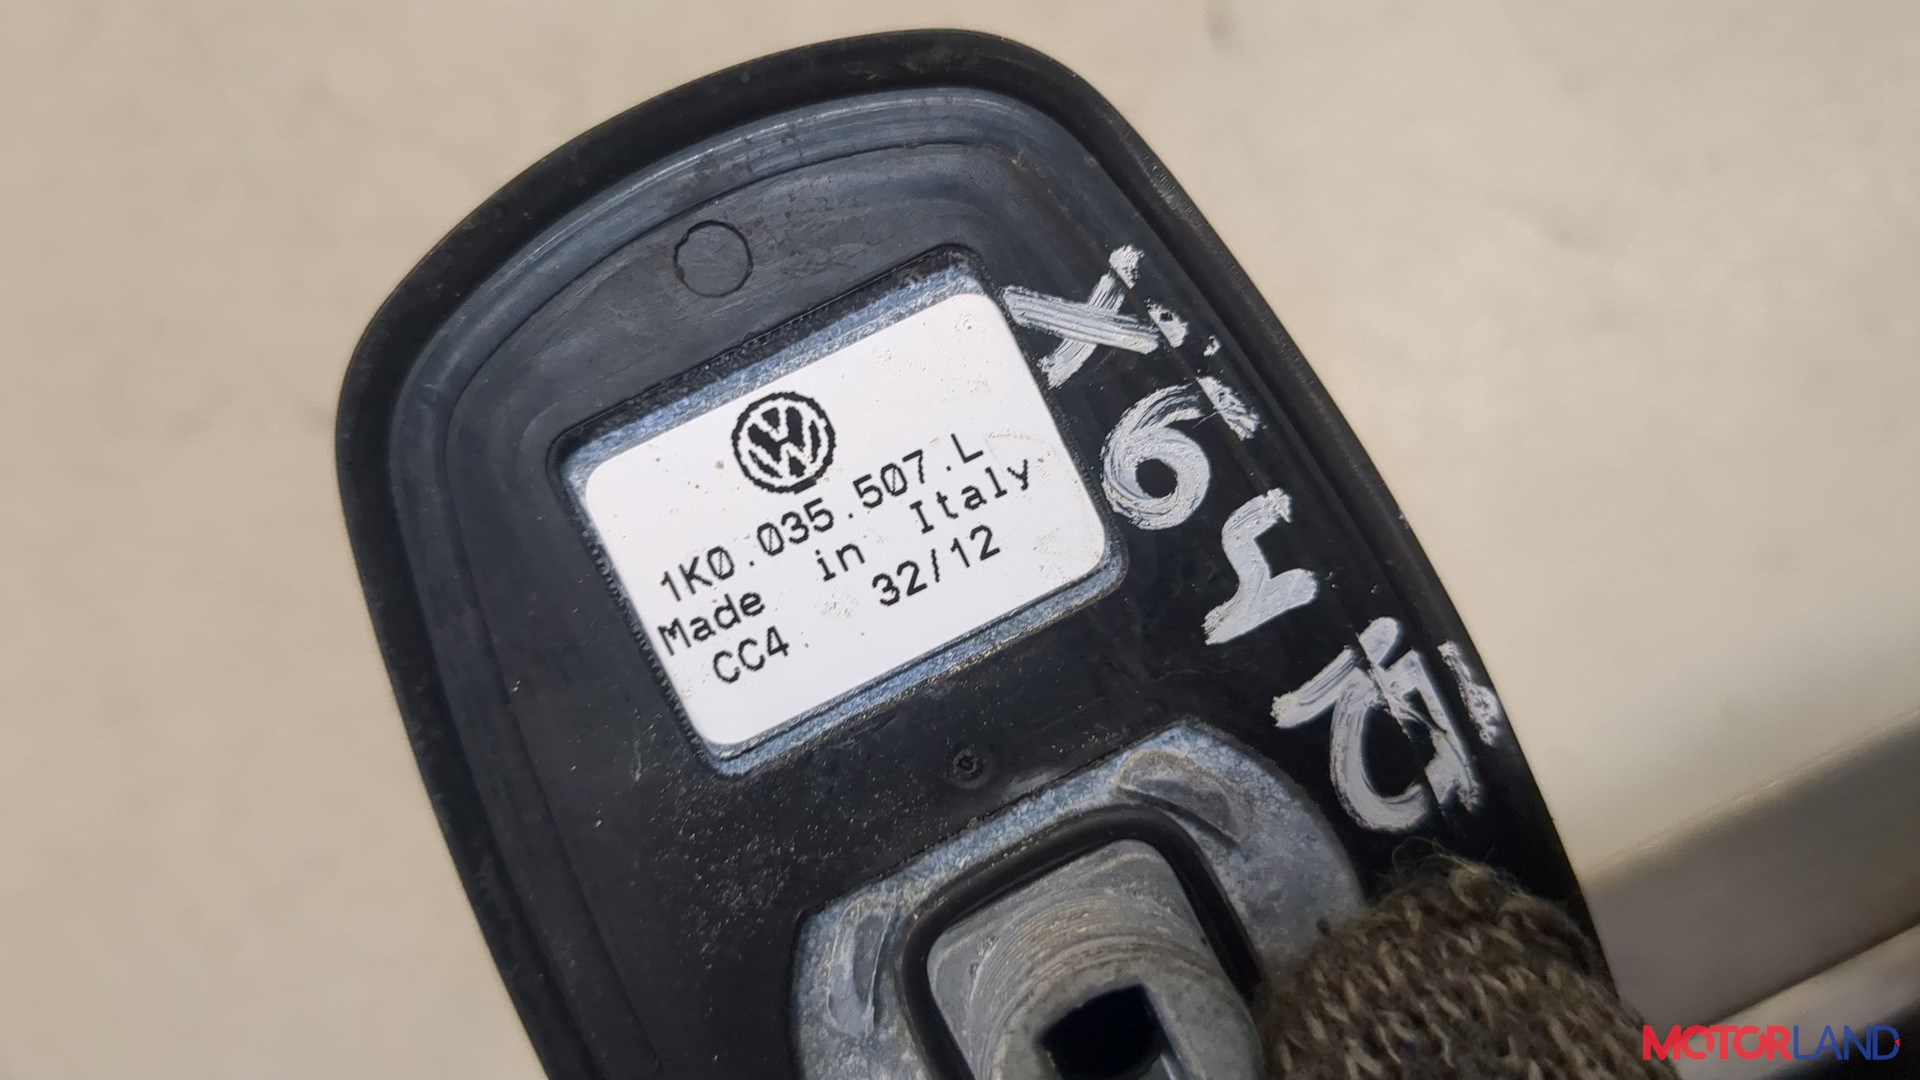 1K0.035.507.L
Made in Italy
CC4 32/12
MOTORLAND